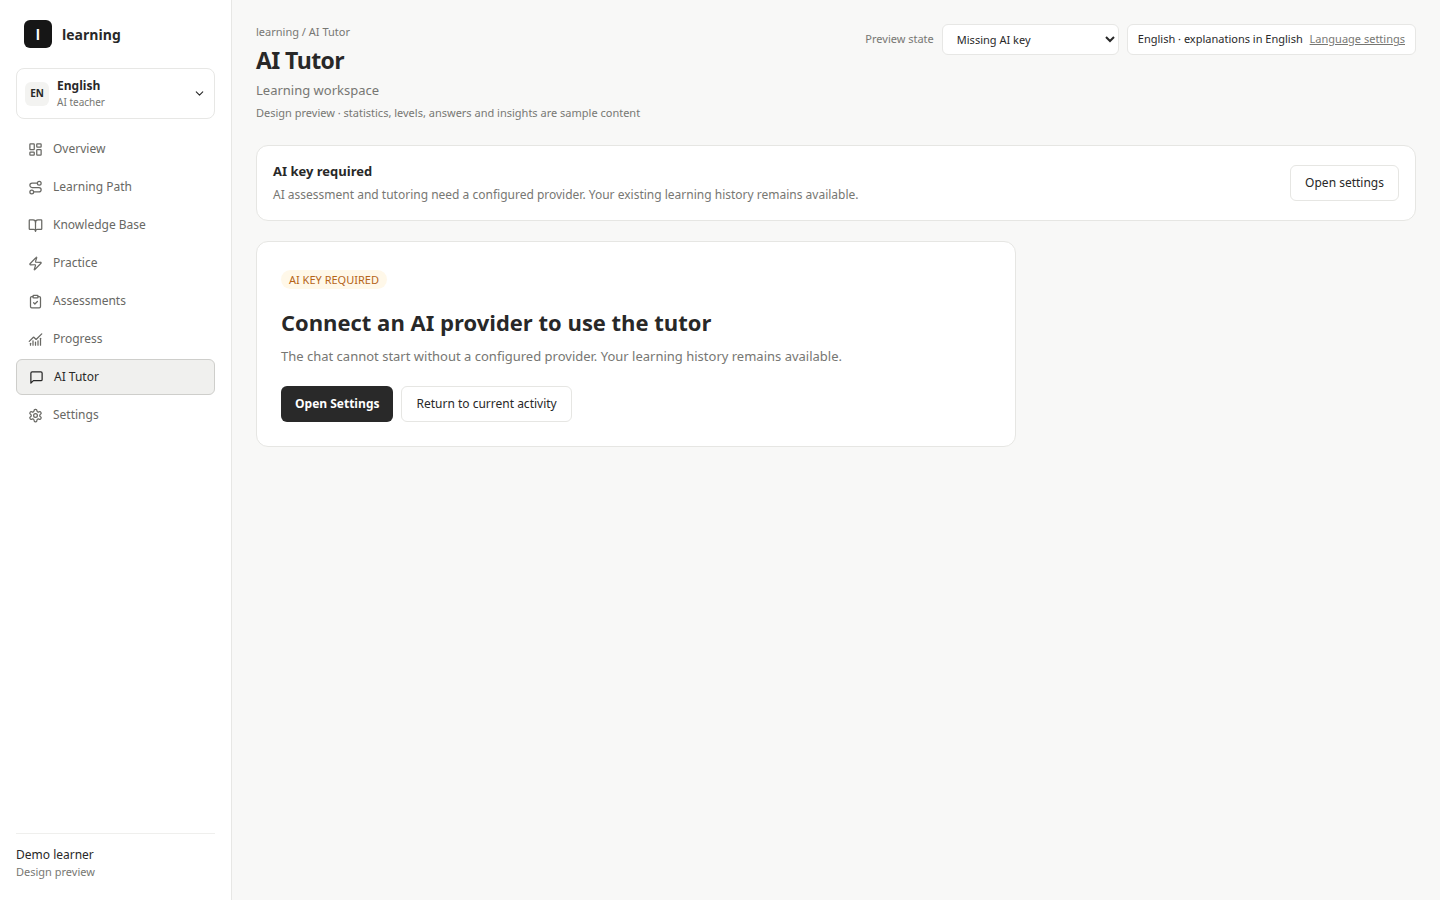 l learning
EN English
AI teacher
Overview
Learning Path
Knowledge Base
Practice
Assessments
Progress
AI Tutor
Settings
Demo learner
Design preview
learning / AI Tutor
AI Tutor
Learning workspace
Design preview · statistics, levels, answers and insights are sample content
Preview state Missing AI key English · explanations in English Language settings
AI key required
AI assessment and tutoring need a configured provider. Your existing learning history remains available.
Open settings
AI KEY REQUIRED
Connect an AI provider to use the tutor
The chat cannot start without a configured provider. Your learning history remains available.
Open Settings Return to current activity